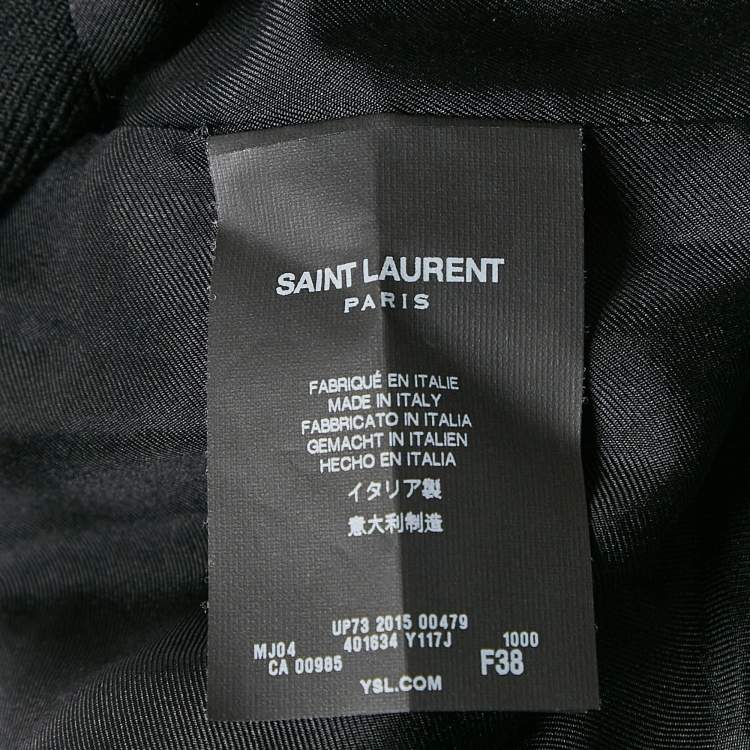 SAINT LAURENT
PARIS
FABRIQUÉ EN ITALIE
MADE IN ITALY
FABBRICATO IN ITALIA
GEMACHT IN ITALIEN
HECHO EN ITALIA
イタリア製
意大利制造
UP73 2015 00479
MJ04 401634 Y117J 1000
CA 00985 F38
YSL.COM